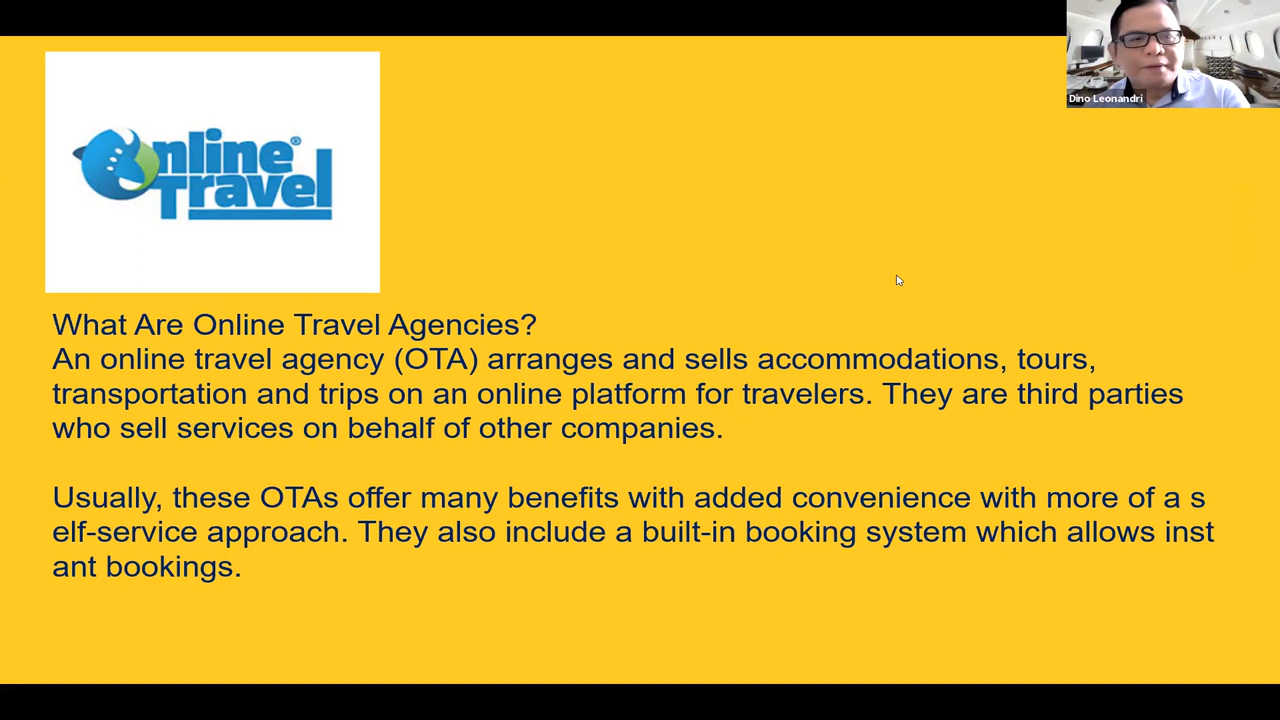 Dino Leonandri
Online®
Travel
What Are Online Travel Agencies?
An online travel agency (OTA) arranges and sells accommodations, tours,
transportation and trips on an online platform for travelers. They are third parties
who sell services on behalf of other companies.
Usually, these OTAs offer many benefits with added convenience with more of a s
elf-service approach. They also include a built-in booking system which allows inst
ant bookings.